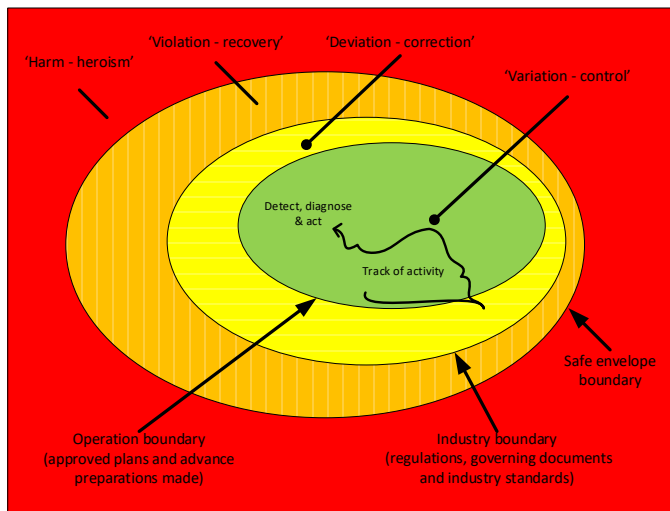 'Violation - recovery'
'Deviation - correction'
'Harm – heroism'
'Variation - control'
Detect, diagnose
& act
Track of activity
Safe envelope
boundary
Operation boundary
(approved plans and advance
preparations made)
Industry boundary
(regulations, governing documents
and industry standards)